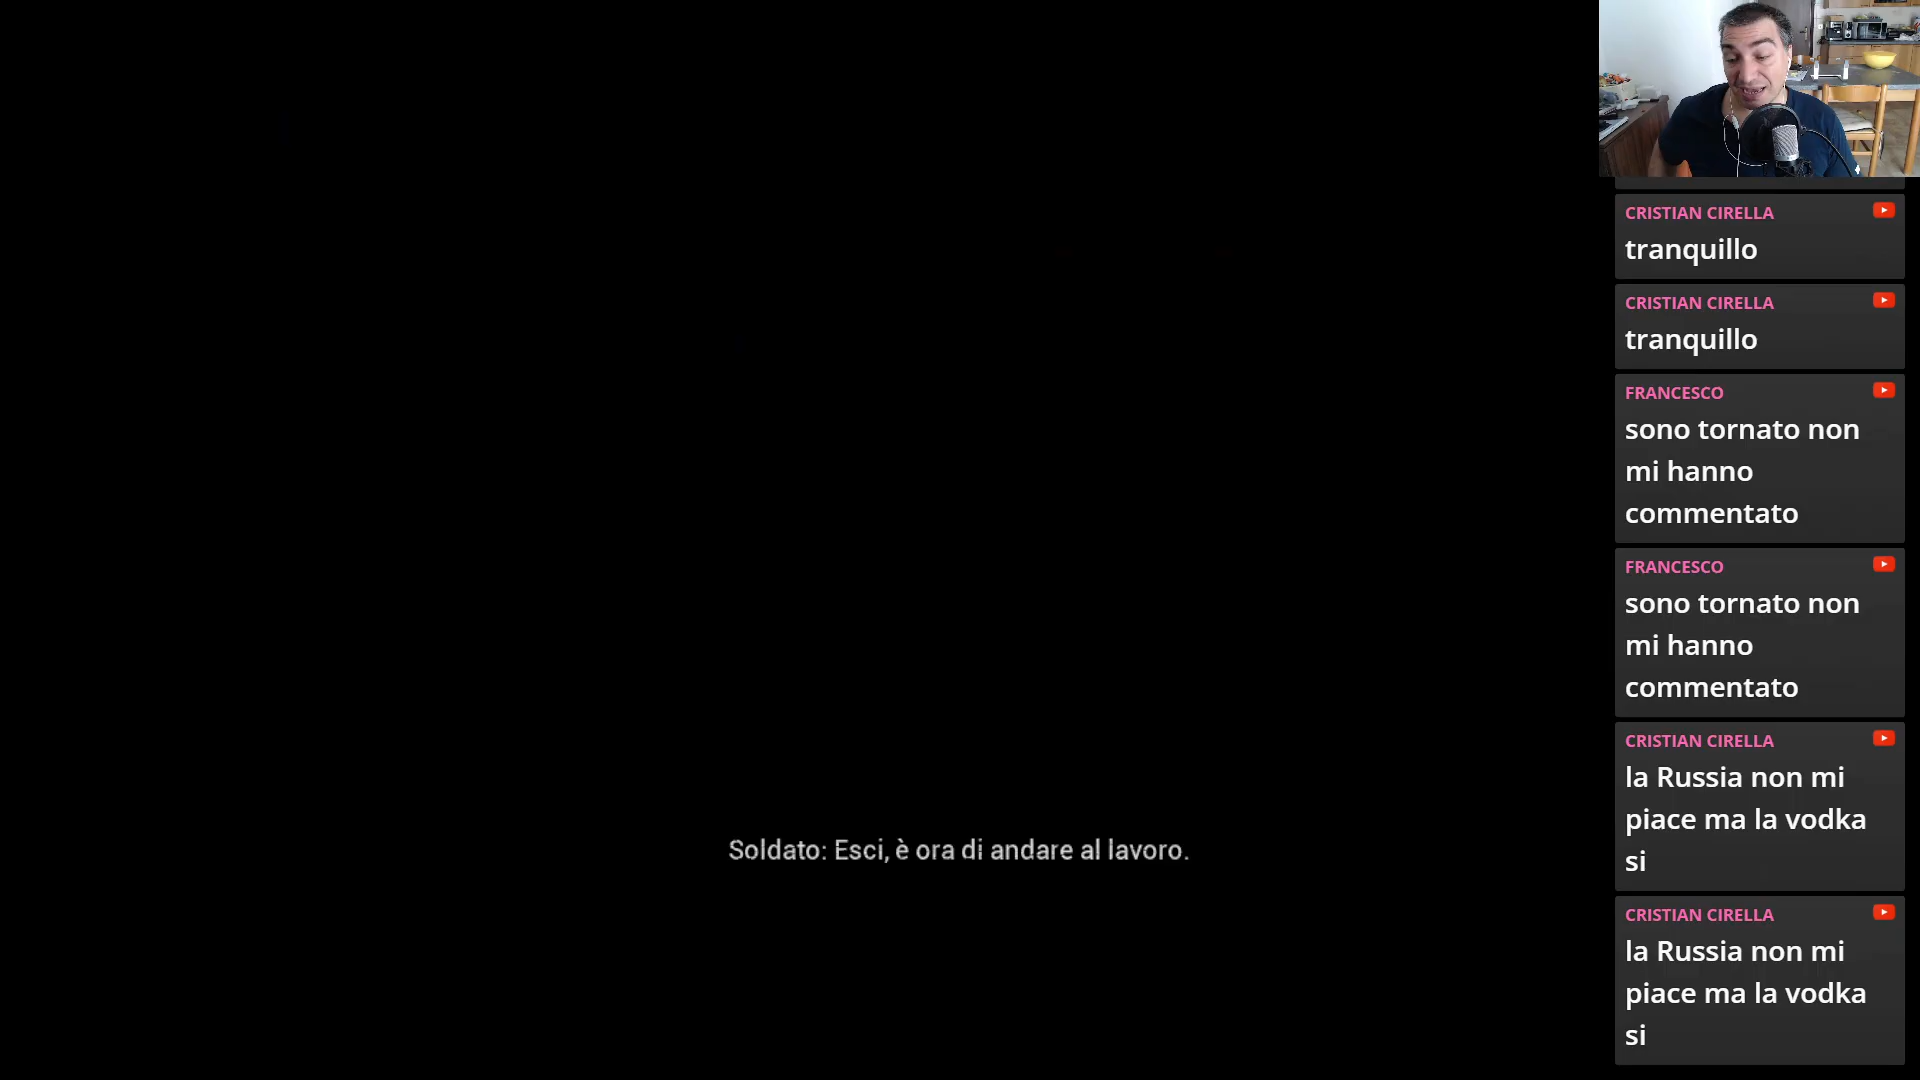 CRISTIAN CIRELLA
tranquillo
CRISTIAN CIRELLA
tranquillo
FRANCESCO
sono tornato non
mi hanno
commentato
FRANCESCO
sono tornato non
mi hanno
commentato
CRISTIAN CIRELLA
la Russia non mi
piace ma la vodka
si
CRISTIAN CIRELLA
la Russia non mi
piace ma la vodka
si
Soldato: Esci, è ora di andare al lavoro.